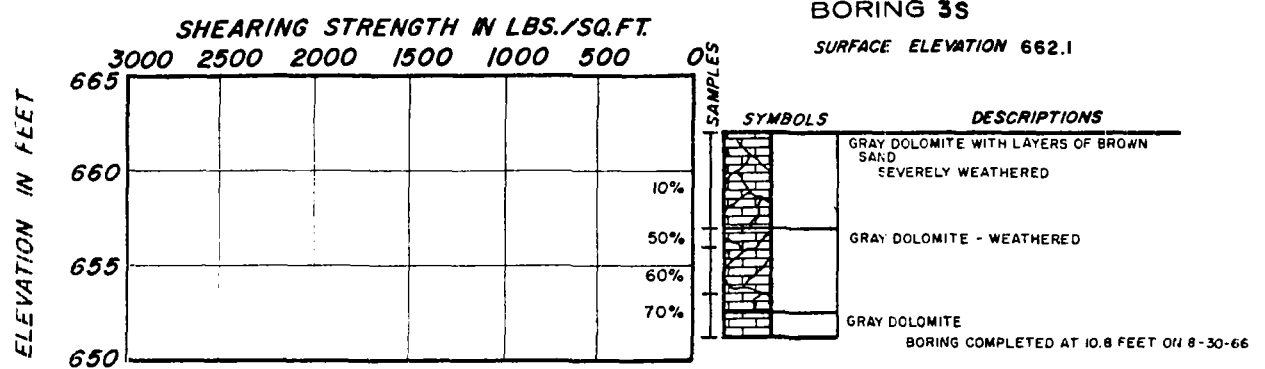 BORING 3S
SHEARING STRENGTH IN LBS./SQ.FT.
SURFACE ELEVATION 662.1
3000 2500 2000 1500 1000 500 0
SAMPLES
ELEVATION IN FEET
665
660
655
650
SYMBOLS DESCRIPTIONS
GRAY DOLOMITE WITH LAYERS OF BROWN
SAND
SEVERELY WEATHERED
10%
50%
GRAY DOLOMITE - WEATHERED
60%
70%
GRAY DOLOMITE
BORING COMPLETED AT 10.8 FEET ON 8-30-66